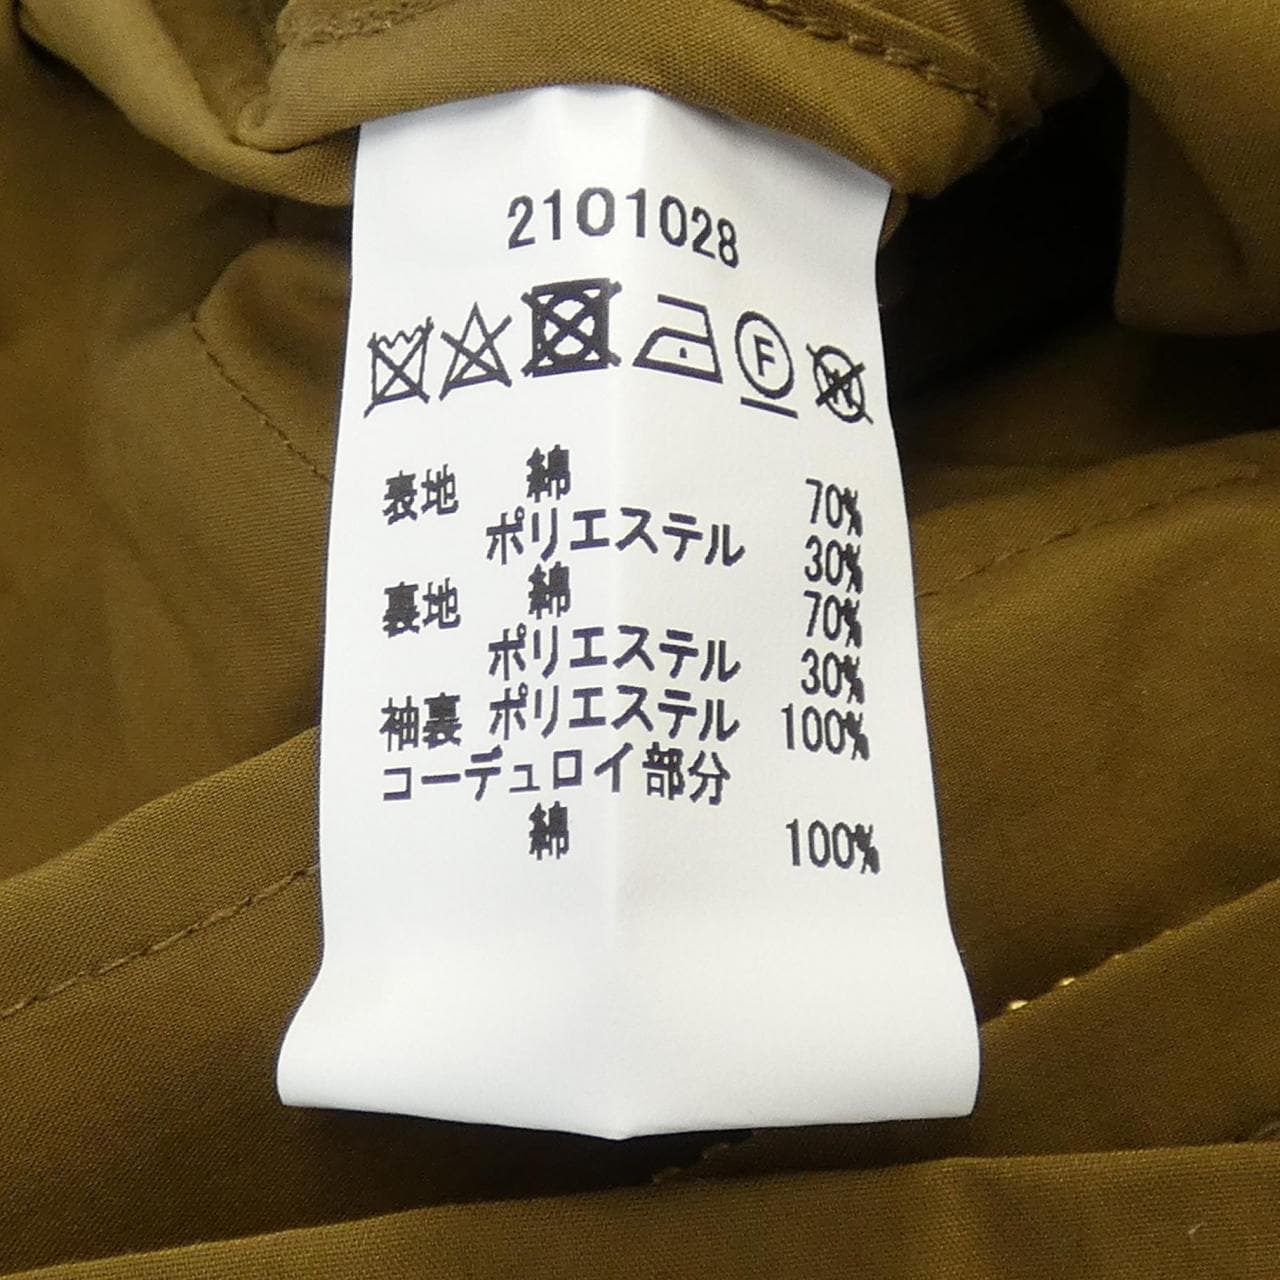 2101028
F
W
表地 綿 70%
ポリエステル 30%
裏地 綿 70%
ポリエステル 30%
袖裏 ポリエステル 100%
コーデュロイ部分
綿 100%